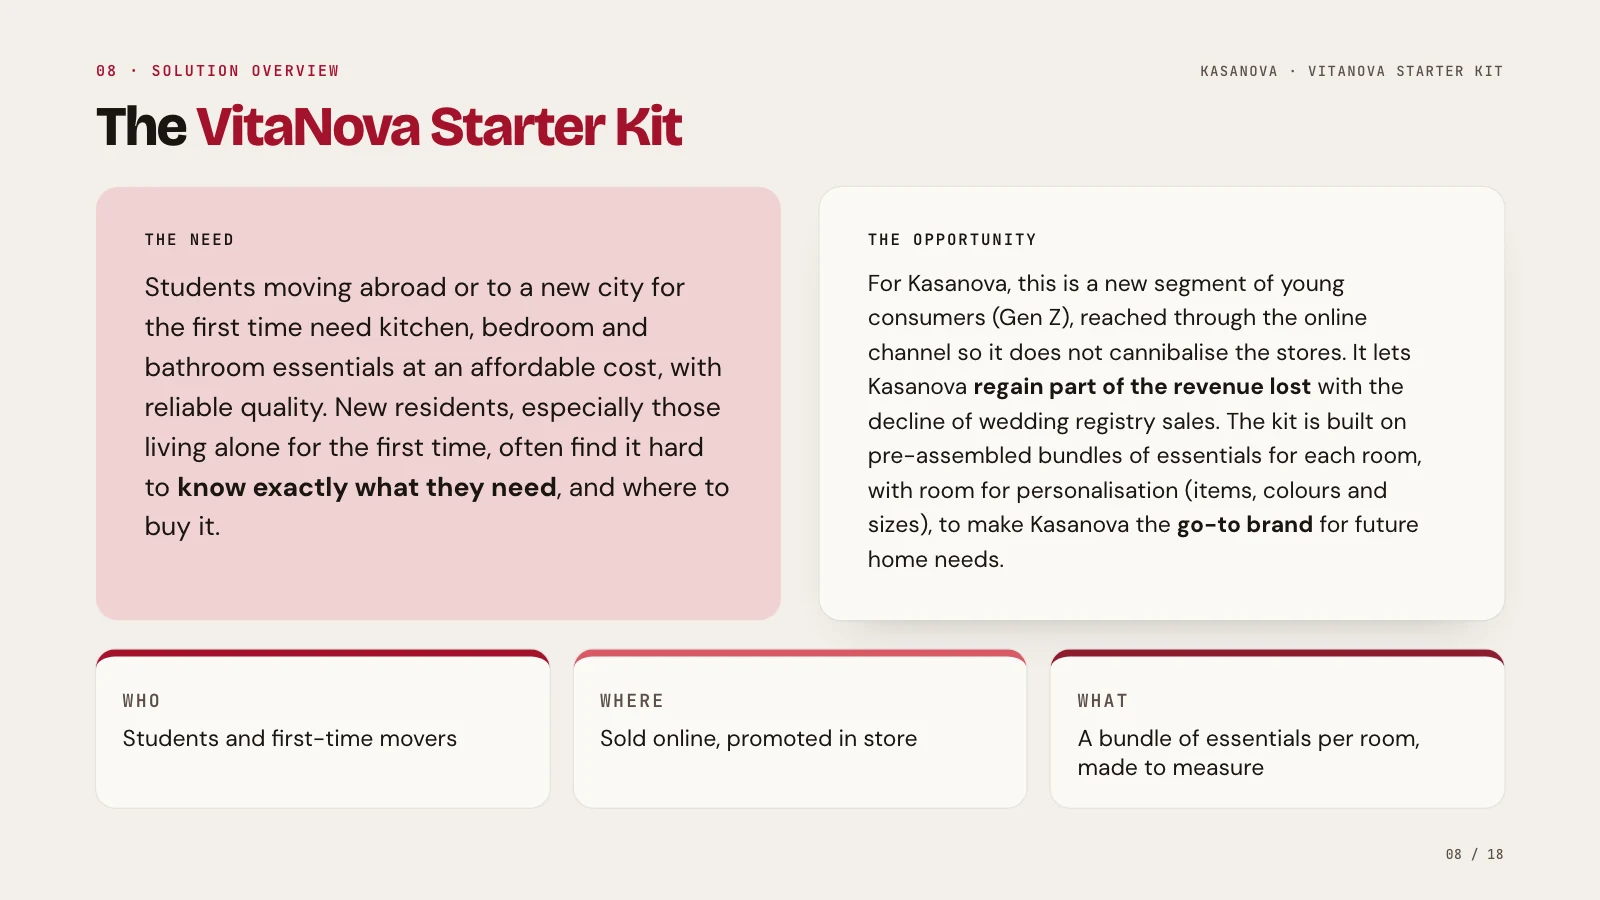 08 · SOLUTION OVERVIEW
KASANOVA · VITANOVA STARTER KIT
The VitaNova Starter Kit
THE NEED
Students moving abroad or to a new city for
the first time need kitchen, bedroom and
bathroom essentials at an affordable cost, with
reliable quality. New residents, especially those
living alone for the first time, often find it hard
to know exactly what they need, and where to
buy it.
THE OPPORTUNITY
For Kasanova, this is a new segment of young
consumers (Gen Z), reached through the online
channel so it does not cannibalise the stores. It lets
Kasanova regain part of the revenue lost with the
decline of wedding registry sales. The kit is built on
pre-assembled bundles of essentials for each room,
with room for personalisation (items, colours and
sizes), to make Kasanova the go-to brand for future
home needs.
WHO
Students and first-time movers
WHERE
Sold online, promoted in store
WHAT
A bundle of essentials per room,
made to measure
08 / 18